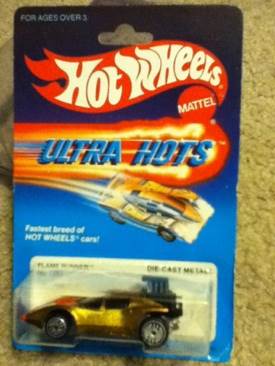 FOR AGES OVER 3
Hot Wheels
MATTEL
ULTRA HOTS
Fastest breed of
HOT WHEELS® cars!
FLAME RUNNER
DIE-CAST METAL
No.